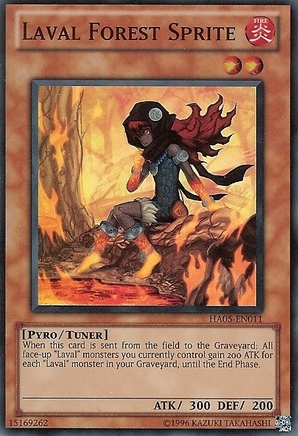 LAVAL FOREST SPRITE
FIRE
炎
HA05-EN011
[PYRO/TUNER]
When this card is sent from the field to the Graveyard: All
face-up "Laval" monsters you currently control gain 200 ATK for
each "Laval" monster in your Graveyard, until the End Phase.
ATK/ 300 DEF/ 200
15169262
©1996 KAZUKI TAKAHASHI